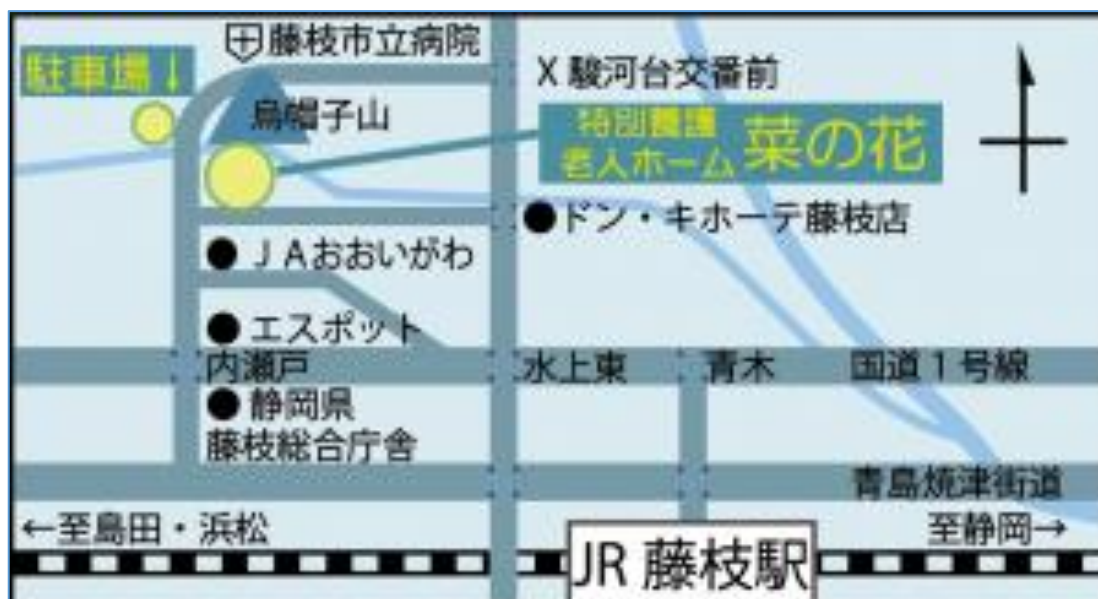 藤枝市立病院
駐車場↓
X 駿河台交番前
烏帽子山
特別養護
老人ホーム
菜の花
●ドン・キホーテ藤枝店
●ＪＡおおいがわ
●エスポット
内瀬戸
水上東
青木
国道１号線
●静岡県
藤枝総合庁舎
青島焼津街道
←至島田・浜松
至静岡→
JR 藤枝駅